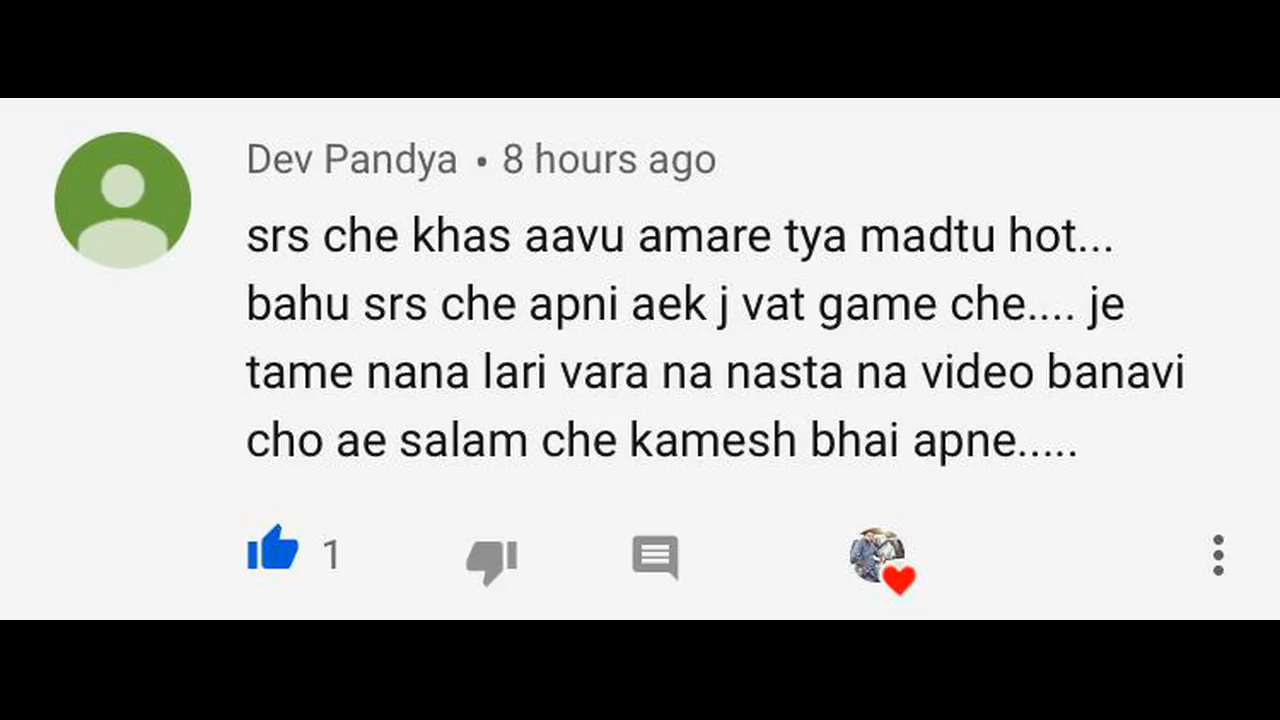 Dev Pandya • 8 hours ago
srs che khas aavu amare tya madtu hot...
bahu srs che apni aek j vat game che.... je
tame nana lari vara na nasta na video banavi
cho ae salam che kamesh bhai apne.....
1